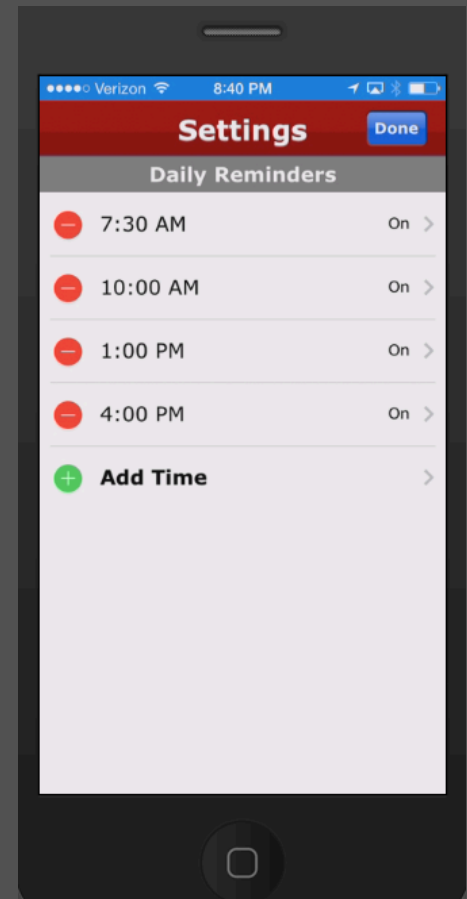 Verizon 8:40 PM
Settings Done
Daily Reminders
7:30 AM On
10:00 AM On
1:00 PM On
4:00 PM On
Add Time